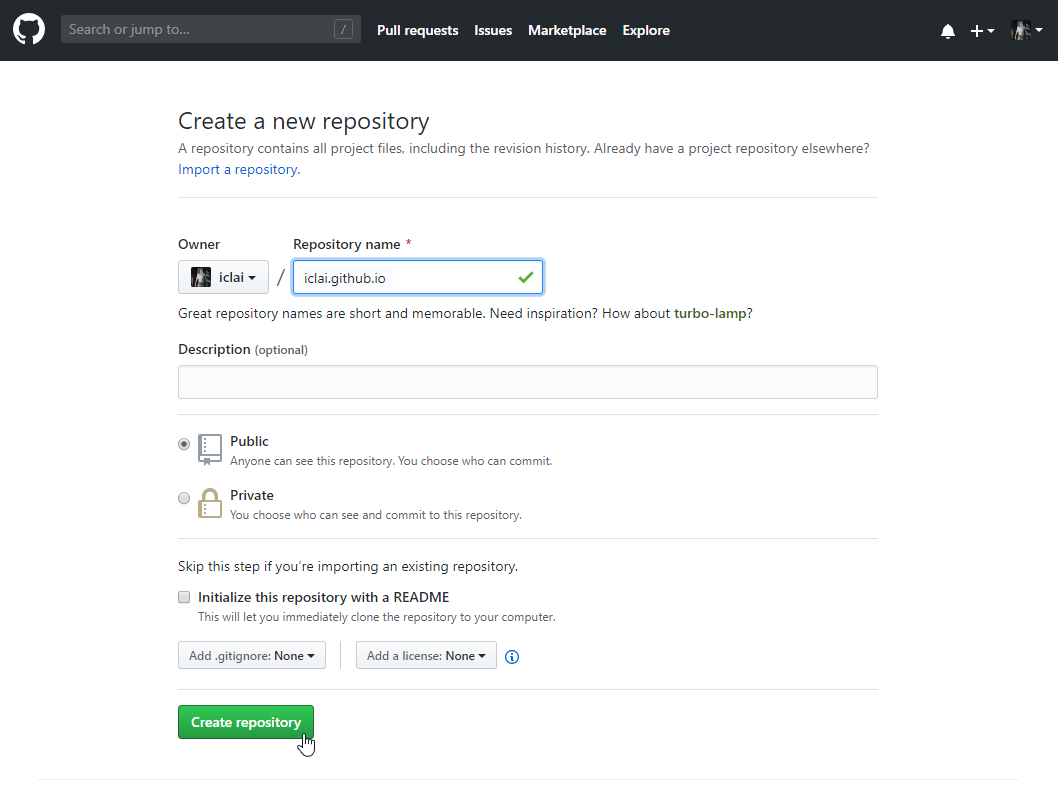 Search or jump to... / Pull requests Issues Marketplace Explore
Create a new repository
A repository contains all project files, including the revision history. Already have a project repository elsewhere?
Import a repository.
Owner Repository name *
iclai / iclai.github.io
Great repository names are short and memorable. Need inspiration? How about turbo-lamp?
Description (optional)
Public
Anyone can see this repository. You choose who can commit.
Private
You choose who can see and commit to this repository.
Skip this step if you’re importing an existing repository.
Initialize this repository with a README
This will let you immediately clone the repository to your computer.
Add .gitignore: None Add a license: None
Create repository